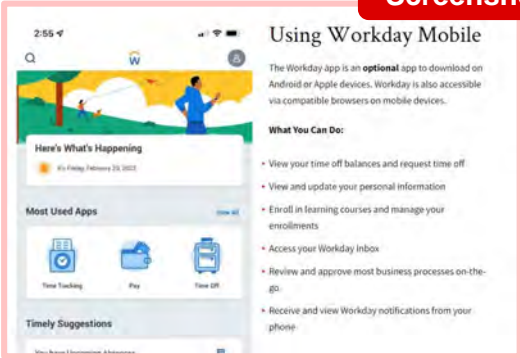 Screensh
2:55
Using Workday Mobile
The Workday app is an optional app to download on
Android or Apple devices. Workday is also accessible
via compatible browsers on mobile devices.
What You Can Do:
• View your time off balances and request time off
• View and update your personal information
• Enroll in learning courses and manage your
enrollments
• Access your Workday Inbox
• Review and approve most business processes on-the-
go.
• Receive and view Workday notifications from your
phone
Here's What's Happening
It's Friday, February
Most Used Apps
View All
Time Tracking
Pay
Time Off
Timely Suggestions
You have Upcoming Absences